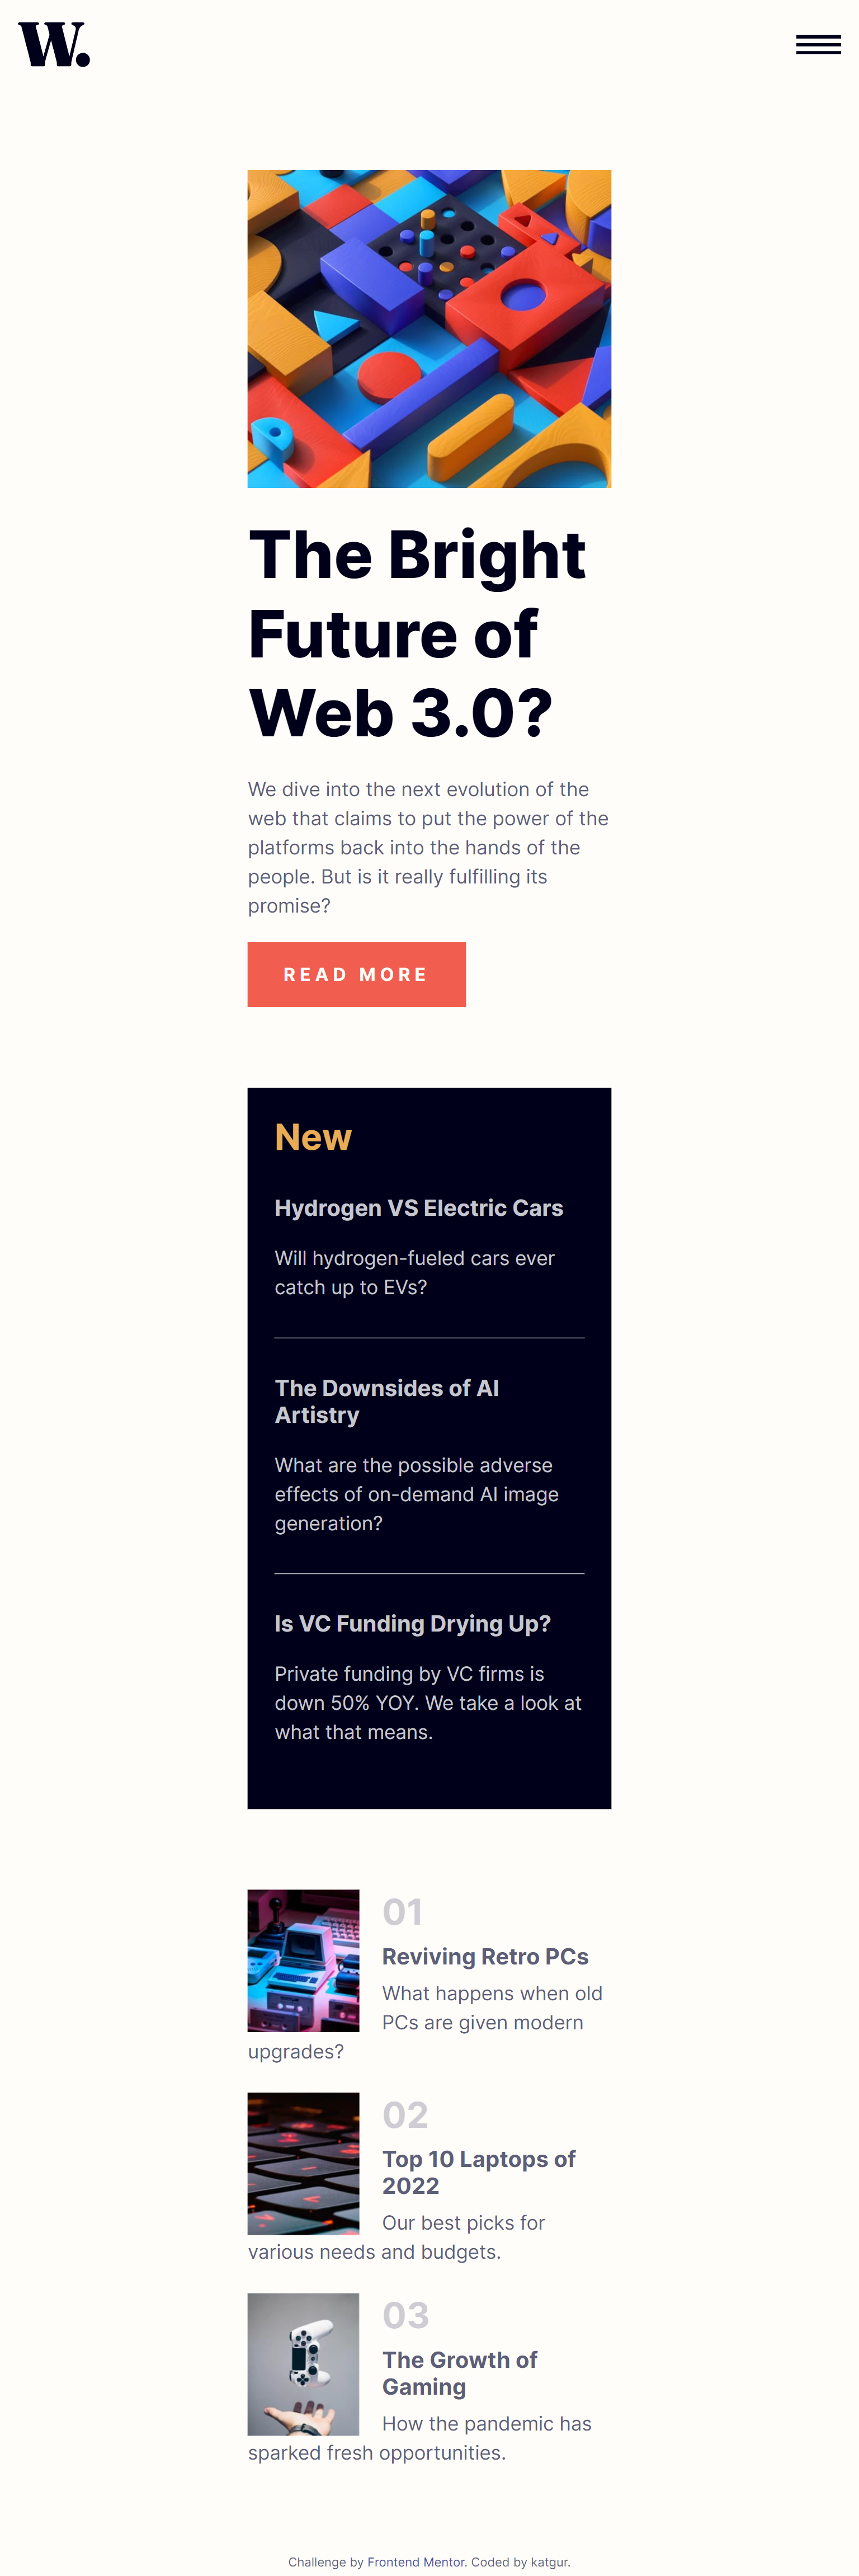 W.
The Bright
Future of
Web 3.0?
We dive into the next evolution of the
web that claims to put the power of the
platforms back into the hands of the
people. But is it really fulfilling its
promise?
READ MORE
New
Hydrogen VS Electric Cars
Will hydrogen-fueled cars ever
catch up to EVs?
The Downsides of AI
Artistry
What are the possible adverse
effects of on-demand AI image
generation?
Is VC Funding Drying Up?
Private funding by VC firms is
down 50% YOY. We take a look at
what that means.
01
Reviving Retro PCs
What happens when old
PCs are given modern
upgrades?
02
Top 10 Laptops of
2022
Our best picks for
various needs and budgets.
03
The Growth of
Gaming
How the pandemic has
sparked fresh opportunities.
Challenge by Frontend Mentor. Coded by katgur.